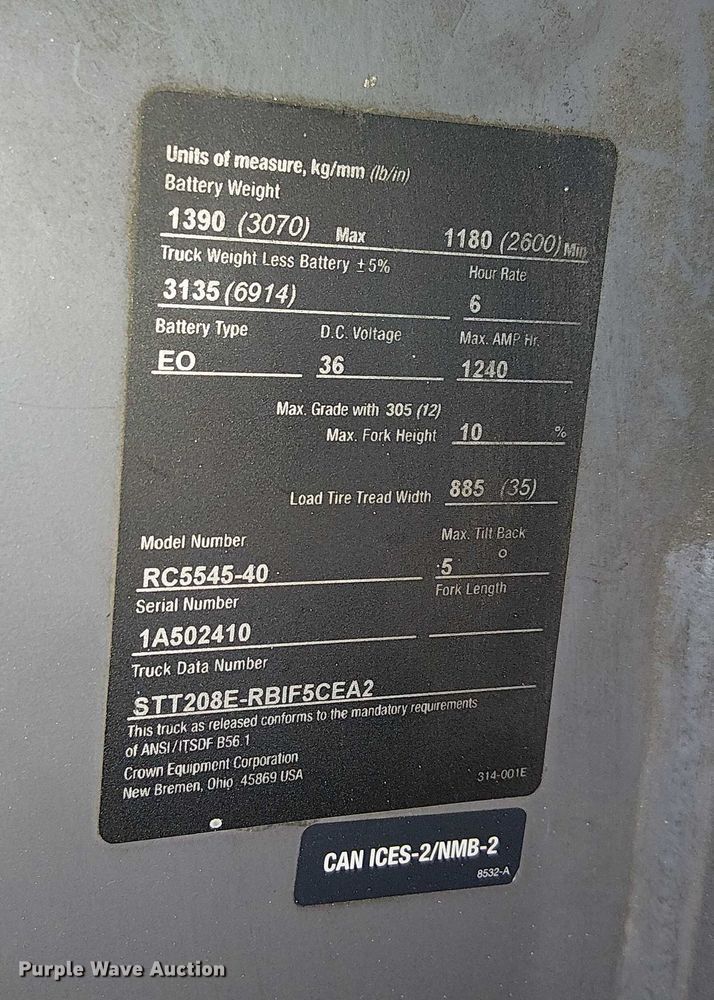 Units of measure, kg/mm (lb/in)
Battery Weight
1390 (3070) Max 1180 (2600) Min
Truck Weight Less Battery ±5% Hour Rate
3135 (6914) 6
Battery Type D.C. Voltage Max. AMP Hr.
EO 36 1240
Max. Grade with 305 (12)
Max. Fork Height 10 %
Load Tire Tread Width 885 (35)
Model Number Max. Tilt Back
RC5545-40 5 °
Serial Number Fork Length
1A502410
Truck Data Number
STT208E-RBIF5CEA2
This truck as released conforms to the mandatory requirements
of ANSI/ITSDF B56.1
Crown Equipment Corporation
New Bremen, Ohio 45869 USA 314-001E
CAN ICES-2/NMB-2
8532-A
Purple Wave Auction